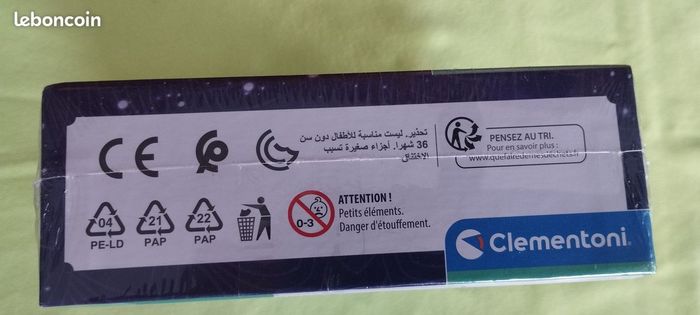 leboncoin
CE
تحذير. ليست مناسبة للأطفال دون سن
36 شهرا. أجزاء صغيرة تسبب
الاختناق
PENSEZ AU TRI.
Pour en savoir plus :
www.quefairedemesdechets.fr
04
PE-LD
21
PAP
22
PAP
0-3
ATTENTION !
Petits éléments.
Danger d'étouffement.
Clementoni